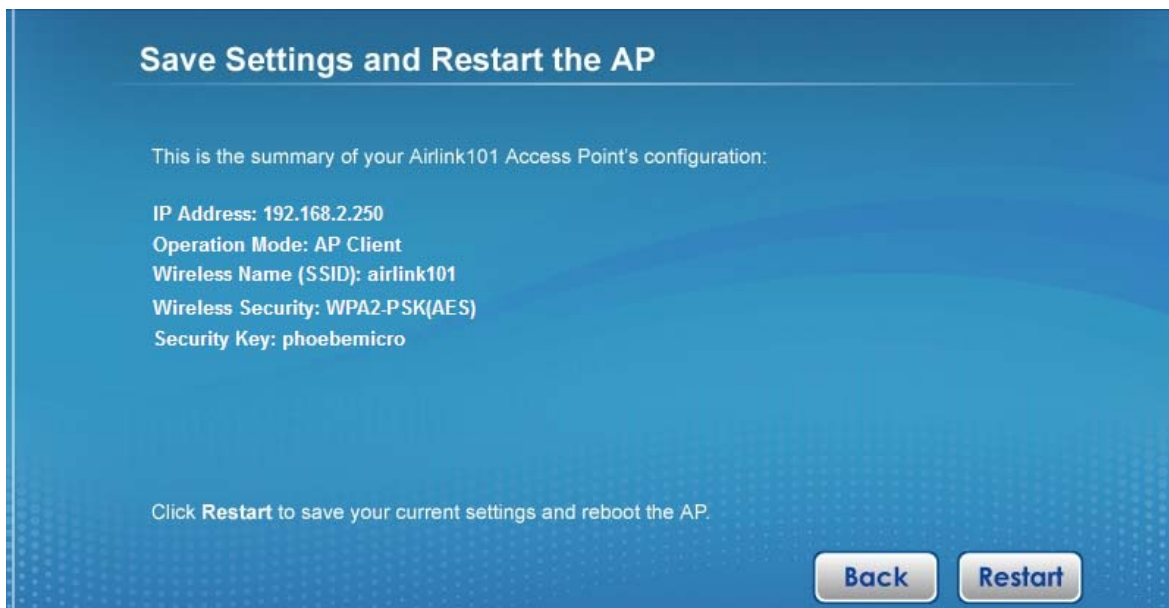 Save Settings and Restart the AP
This is the summary of your Airlink101 Access Point's configuration:
IP Address: 192.168.2.250
Operation Mode: AP Client
Wireless Name (SSID): airlink101
Wireless Security: WPA2-PSK(AES)
Security Key: phoebemicro
Click Restart to save your current settings and reboot the AP.
Back
Restart